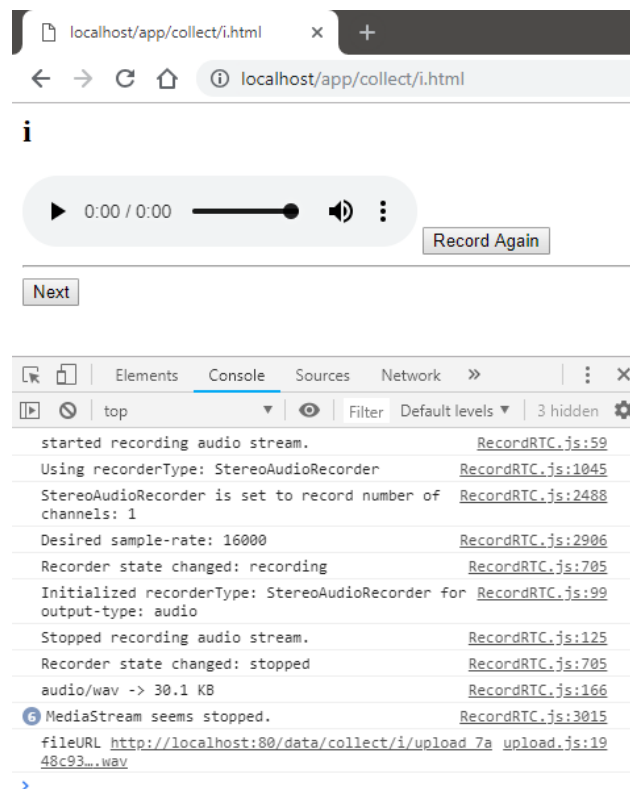 localhost/app/collect/i.html
localhost/app/collect/i.html
i
0:00 / 0:00
Record Again
Next
Elements Console Sources Network »
top Filter Default levels ▼ 3 hidden
started recording audio stream. RecordRTC.js:59
Using recorderType: StereoAudioRecorder RecordRTC.js:1045
StereoAudioRecorder is set to record number of RecordRTC.js:2488
channels: 1
Desired sample-rate: 16000 RecordRTC.js:2906
Recorder state changed: recording RecordRTC.js:705
Initialized recorderType: StereoAudioRecorder for RecordRTC.js:99
output-type: audio
Stopped recording audio stream. RecordRTC.js:125
Recorder state changed: stopped RecordRTC.js:705
audio/wav -> 30.1 KB RecordRTC.js:166
6 MediaStream seems stopped. RecordRTC.js:3015
fileURL http://localhost:80/data/collect/i/upload_7a upload.js:19
48c93….wav